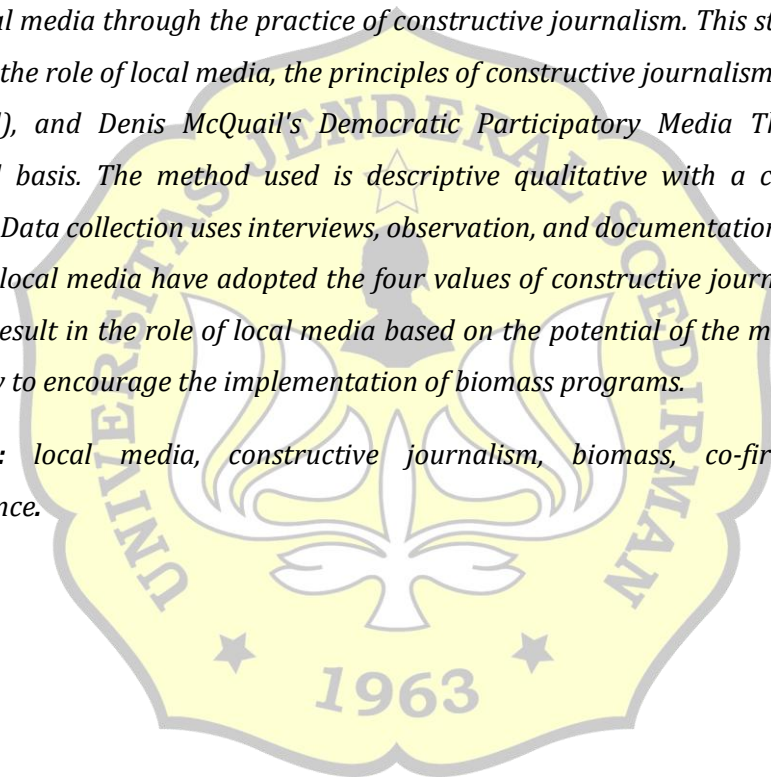 al media through the practice of constructive journalism. This st
the role of local media, the principles of constructive journalism
), and Denis McQuail's Democratic Participatory Media Th
basis. The method used is descriptive qualitative with a c
Data collection uses interviews, observation, and documentation
local media have adopted the four values of constructive journ
esult in the role of local media based on the potential of the m
y to encourage the implementation of biomass programs.
: local media, constructive journalism, biomass, co-fir
nce.
UNIVERSITAS JENDERAL SOEDIRMAN
1963